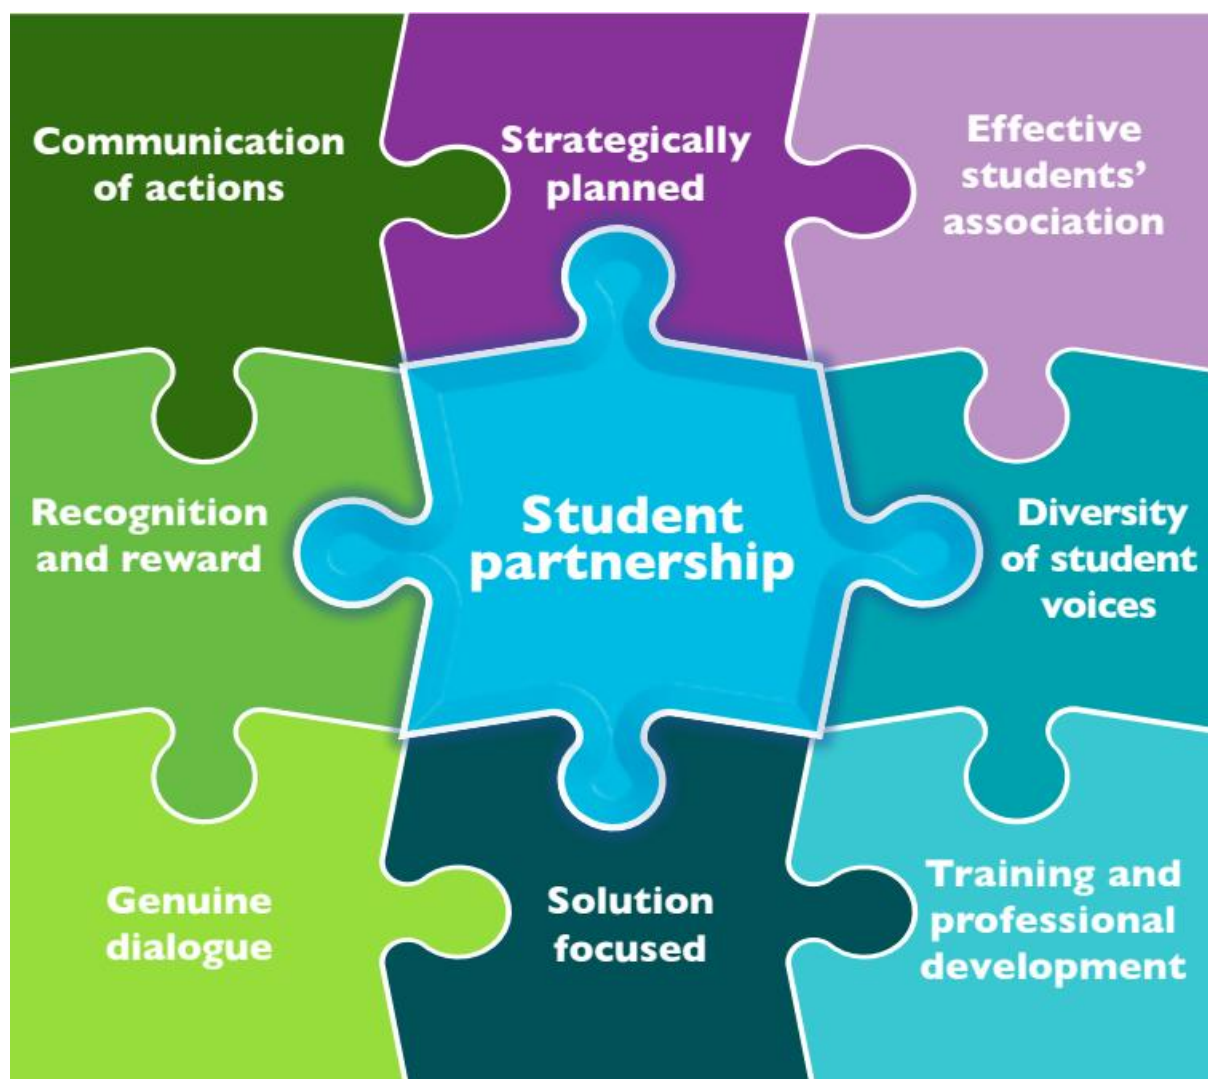 Communication
of actions
Strategically
planned
Effective
students’
association
Recognition
and reward
Student
partnership
Diversity
of student
voices
Genuine
dialogue
Solution
focused
Training and
professional
development